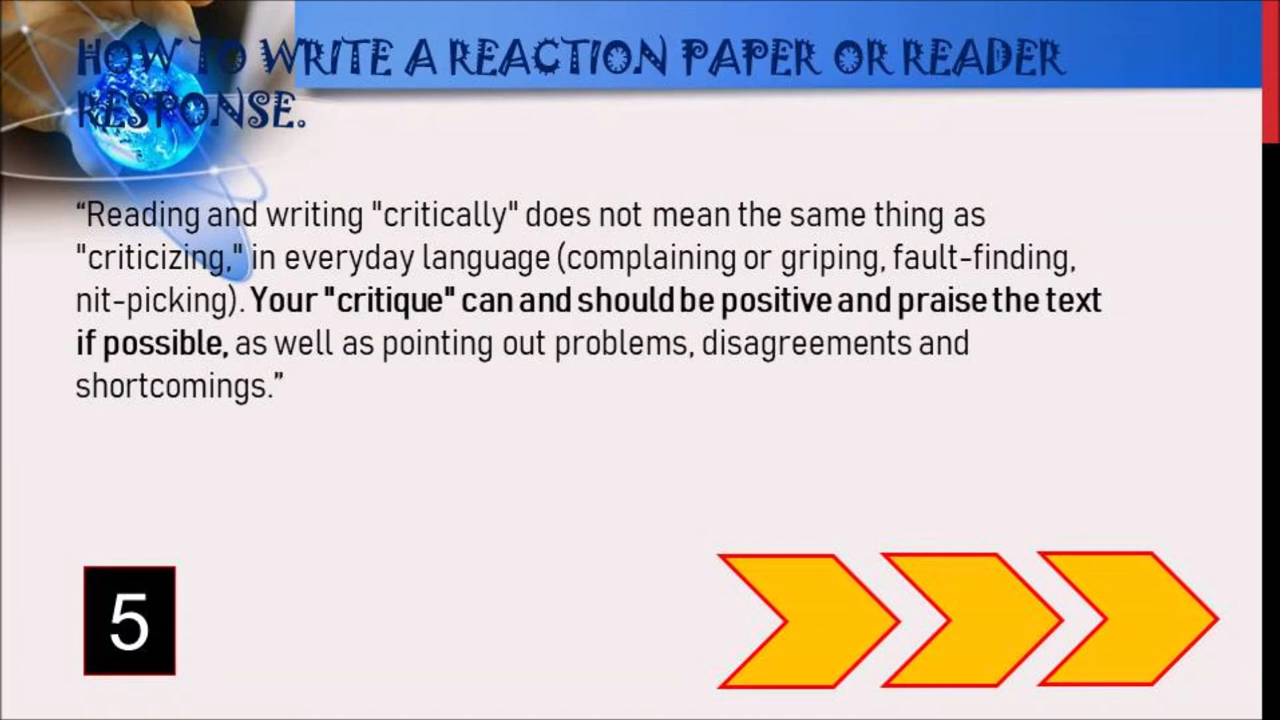 HOW TO WRITE A REACTION PAPER OR READER
RESPONSE.
“Reading and writing "critically" does not mean the same thing as
"criticizing," in everyday language (complaining or griping, fault-finding,
nit-picking). Your "critique" can and should be positive and praise the text
if possible, as well as pointing out problems, disagreements and
shortcomings.”
5